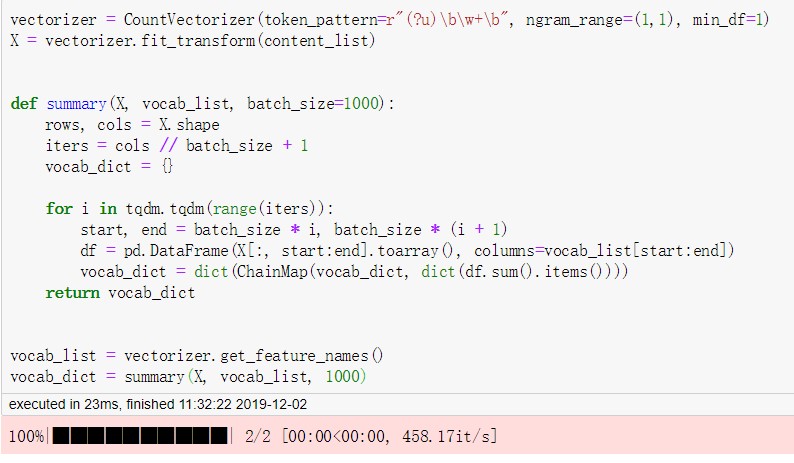 vectorizer = CountVectorizer(token_pattern=r"(?u)\b\w+\b", ngram_range=(1,1), min_df=1)
X = vectorizer.fit_transform(content_list)
def summary(X, vocab_list, batch_size=1000):
    rows, cols = X.shape
    iters = cols // batch_size + 1
    vocab_dict = {}
    for i in tqdm.tqdm(range(iters)):
        start, end = batch_size * i, batch_size * (i + 1)
        df = pd.DataFrame(X[:, start:end].toarray(), columns=vocab_list[start:end])
        vocab_dict = dict(ChainMap(vocab_dict, dict(df.sum().items())))
    return vocab_dict
vocab_list = vectorizer.get_feature_names()
vocab_dict = summary(X, vocab_list, 1000)
executed in 23ms, finished 11:32:22 2019-12-02
100%|██████████| 2/2 [00:00<00:00, 458.17it/s]